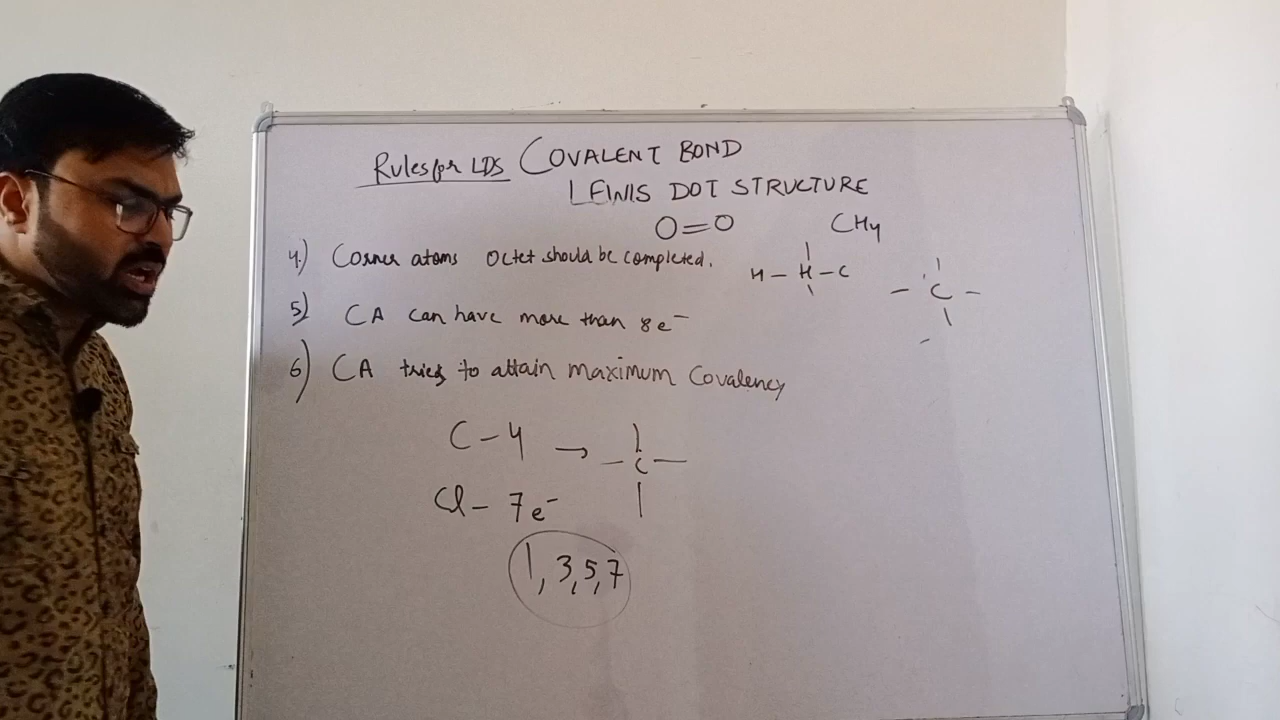 Rules for LDS COVALENT BOND
LEWIS DOT STRUCTURE
O=O CH4
4.) Corner atoms Octet should be completed. H – H – C
– C –
5) CA can have more than 8e⁻
6) CA tries to attain maximum Covalency
C – 4 → – C –
Cl – 7e⁻
1, 3, 5, 7